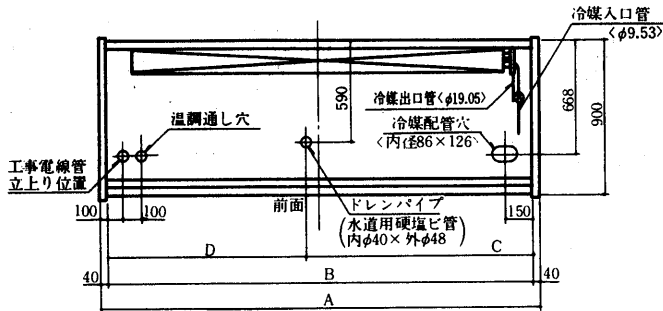 冷媒入口管
<φ9.53>
590
冷媒出口管<φ19.05>
冷媒配管穴
<内径86×126>
668
900
温調通し穴
工事電線管
立上り位置
100
100
前面
ドレンパイプ
(水道用硬塩ビ管
内φ40×外φ48)
150
D
C
40
B
40
A